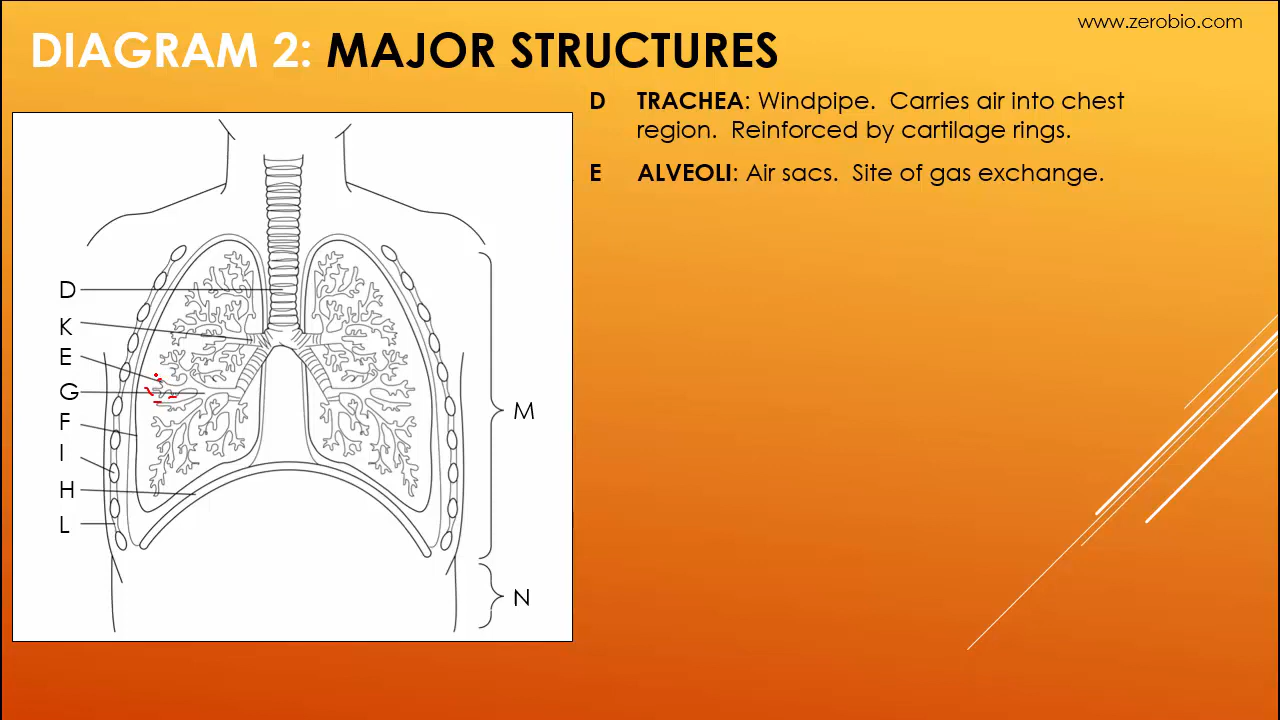 www.zerobio.com
DIAGRAM 2: MAJOR STRUCTURES
D TRACHEA: Windpipe. Carries air into chest
region. Reinforced by cartilage rings.
E ALVEOLI: Air sacs. Site of gas exchange.
D
K
E
G
F
I
H
L
M
N